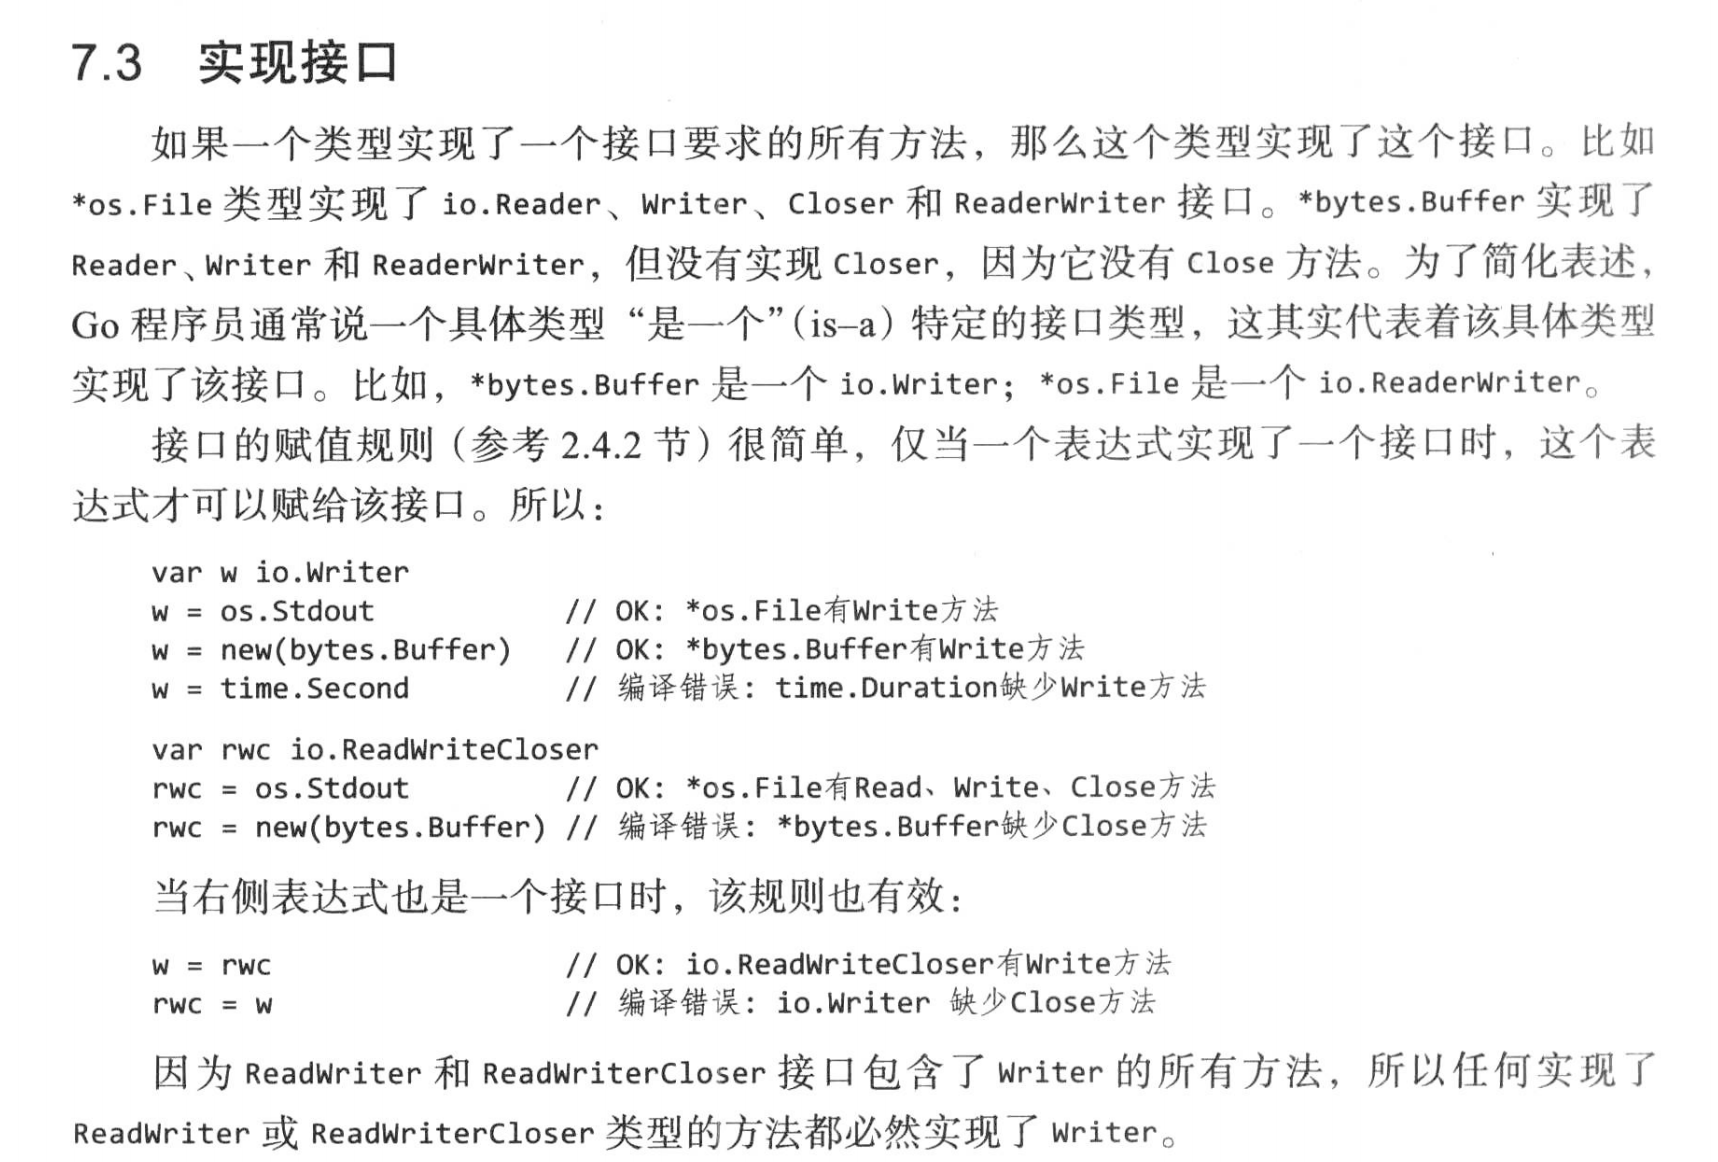 7.3 实现接口
如果一个类型实现了一个接口要求的所有方法，那么这个类型实现了这个接口。比如
*os.File 类型实现了 io.Reader、Writer、Closer 和 ReaderWriter 接口。*bytes.Buffer 实现了
Reader、Writer 和 ReaderWriter，但没有实现 Closer，因为它没有 Close 方法。为了简化表述，
Go 程序员通常说一个具体类型“是一个”(is–a）特定的接口类型，这其实代表着该具体类型
实现了该接口。比如，*bytes.Buffer 是一个 io.Writer；*os.File 是一个 io.ReaderWriter。
接口的赋值规则（参考 2.4.2 节）很简单，仅当一个表达式实现了一个接口时，这个表
达式才可以赋给该接口。所以：
var w io.Writer
w = os.Stdout // OK: *os.File有Write方法
w = new(bytes.Buffer) // OK: *bytes.Buffer有Write方法
w = time.Second // 编译错误: time.Duration缺少Write方法
var rwc io.ReadWriteCloser
rwc = os.Stdout // OK: *os.File有Read、Write、Close方法
rwc = new(bytes.Buffer) // 编译错误: *bytes.Buffer缺少Close方法
当右侧表达式也是一个接口时，该规则也有效：
w = rwc // OK: io.ReadWriteCloser有Write方法
rwc = w // 编译错误: io.Writer 缺少Close方法
因为 ReadWriter 和 ReadWriterCloser 接口包含了 Writer 的所有方法，所以任何实现了
ReadWriter 或 ReadWriterCloser 类型的方法都必然实现了 Writer。